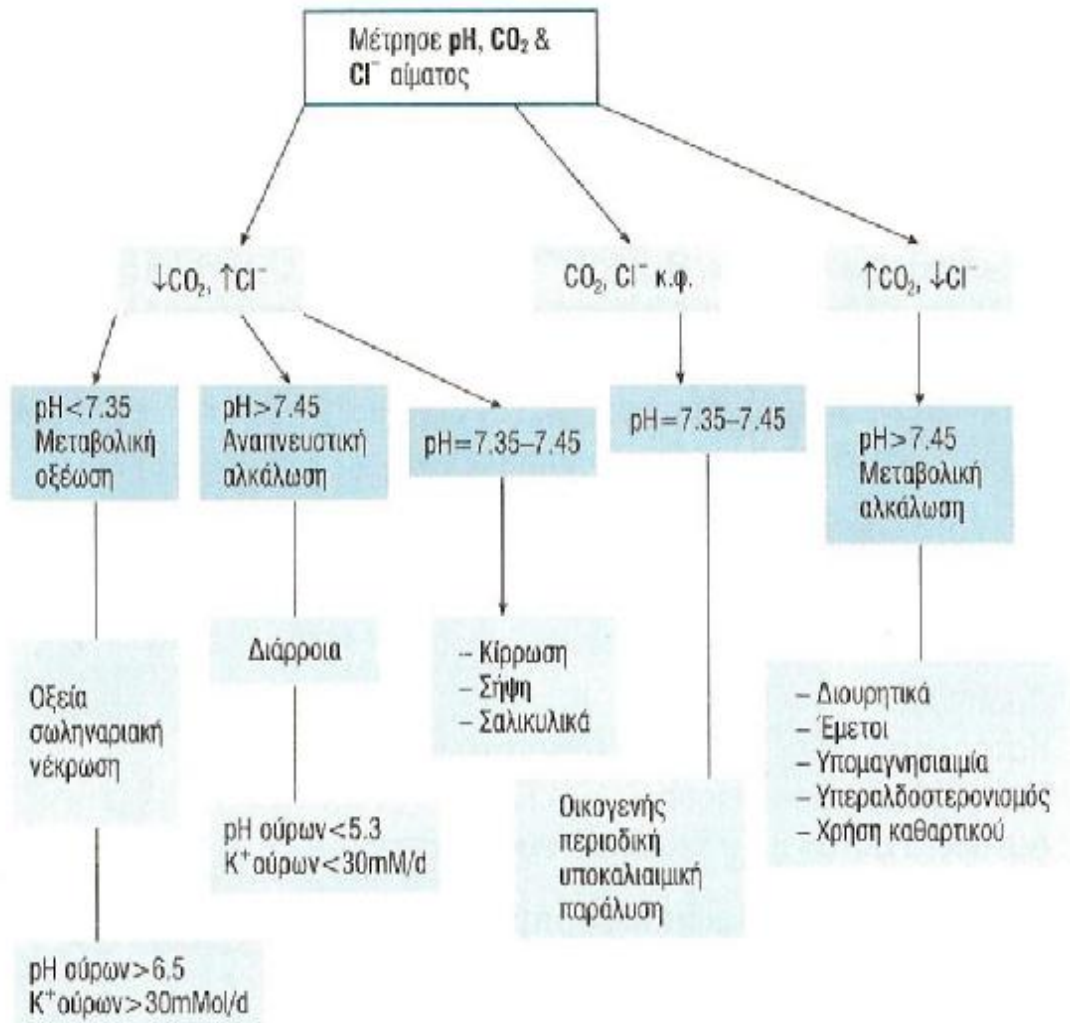 Μέτρησε pH, CO₂ &
Cl⁻ αίματος
↓CO₂, ↑Cl⁻
CO₂, Cl⁻ κ.φ.
↑CO₂, ↓Cl⁻
pH<7.35
Μεταβολική
οξέωση
pH>7.45
Αναπνευστική
αλκάλωση
pH=7.35–7.45
pH=7.35–7.45
pH>7.45
Μεταβολική
αλκάλωση
Οξεία
σωληναριακή
νέκρωση
Διάρροια
– Κίρρωση
– Σήψη
– Σαλικυλικά
– Διουρητικά
– Έμετοι
– Υπομαγνησιαιμία
– Υπεραλδοστερονισμός
– Χρήση καθαρτικού
pH ούρων<5.3
K⁺ούρων<30mM/d
Οικογενής
περιοδική
υποκαλιαιμική
παράλυση
pH ούρων>6.5
K⁺ούρων>30mMol/d